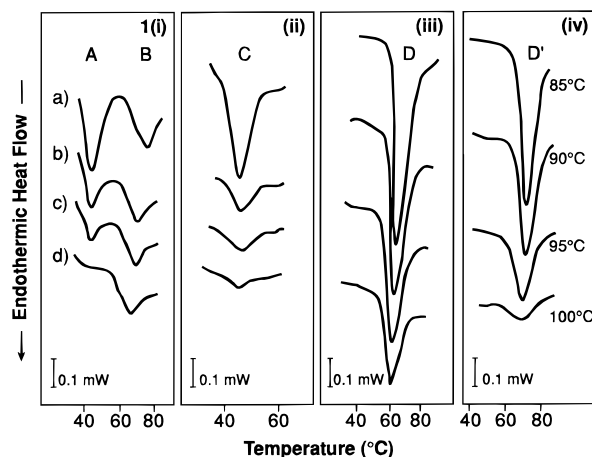 1(i)
(ii)
(iii)
(iv)
A
B
C
D
D'
a)
b)
c)
d)
85°C
90°C
95°C
100°C
Endothermic Heat Flow
0.1 mW
0.1 mW
0.1 mW
0.1 mW
40 60 80
40 60
40 60 80
40 60 80
Temperature (°C)